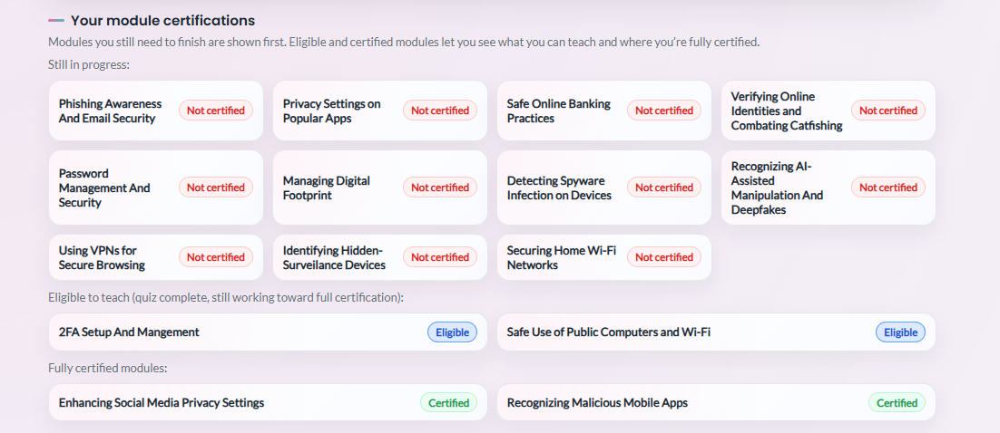 Your module certifications
Modules you still need to finish are shown first. Eligible and certified modules let you see what you can teach and where you're fully certified.
Still in progress:
Phishing Awareness
And Email Security
Not certified
Privacy Settings on
Popular Apps
Not certified
Safe Online Banking
Practices
Not certified
Verifying Online
Identities and
Combating Catfishing
Not certified
Password
Management And
Security
Not certified
Managing Digital
Footprint
Not certified
Detecting Spyware
Infection on Devices
Not certified
Recognizing AI-
Assisted
Manipulation And
Deepfakes
Not certified
Using VPNs for
Secure Browsing
Not certified
Identifying Hidden-
Surveilance Devices
Not certified
Securing Home Wi-Fi
Networks
Not certified
Eligible to teach (quiz complete, still working toward full certification):
2FA Setup And Mangement
Eligible
Safe Use of Public Computers and Wi-Fi
Eligible
Fully certified modules:
Enhancing Social Media Privacy Settings
Certified
Recognizing Malicious Mobile Apps
Certified